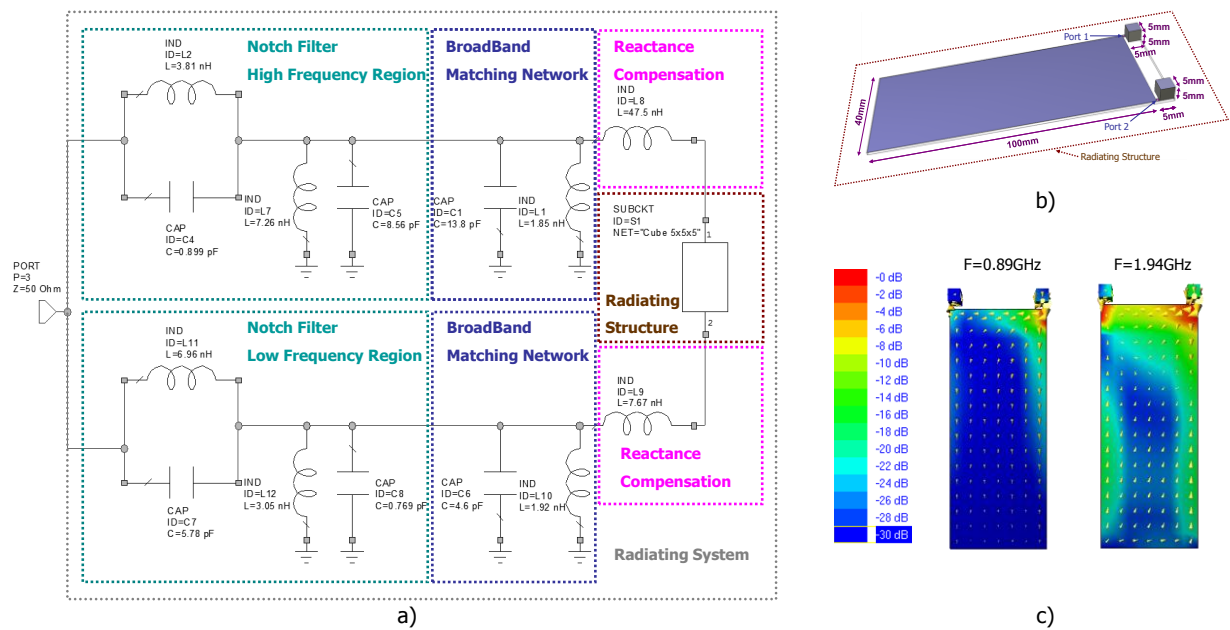 Notch Filter
High Frequency Region
BroadBand
Matching Network
Reactance
Compensation
IND
ID=L2
L=3.81 nH
CAP
ID=C4
C=0.899 pF
IND
ID=L7
L=7.26 nH
CAP
ID=C5
C=8.56 pF
CAP
ID=C1
C=13.8 pF
IND
ID=L1
L=1.85 nH
IND
ID=L8
L=47.5 nH
SUBCKT
ID=S1
NET="Cube 5x5x5"
1
2
Radiating
Structure
PORT
P=3
Z=50 Ohm
Notch Filter
Low Frequency Region
BroadBand
Matching Network
IND
ID=L11
L=6.96 nH
CAP
ID=C7
C=5.78 pF
IND
ID=L12
L=3.05 nH
CAP
ID=C8
C=0.769 pF
CAP
ID=C6
C=4.6 pF
IND
ID=L10
L=1.92 nH
IND
ID=L9
L=7.67 nH
Reactance
Compensation
Radiating System
a)
5mm
5mm
5mm
Port 1
5mm
5mm
5mm
Port 2
40mm
100mm
Radiating Structure
b)
F=0.89GHz
F=1.94GHz
-0 dB
-2 dB
-4 dB
-6 dB
-8 dB
-10 dB
-12 dB
-14 dB
-16 dB
-18 dB
-20 dB
-22 dB
-24 dB
-26 dB
-28 dB
-30 dB
c)